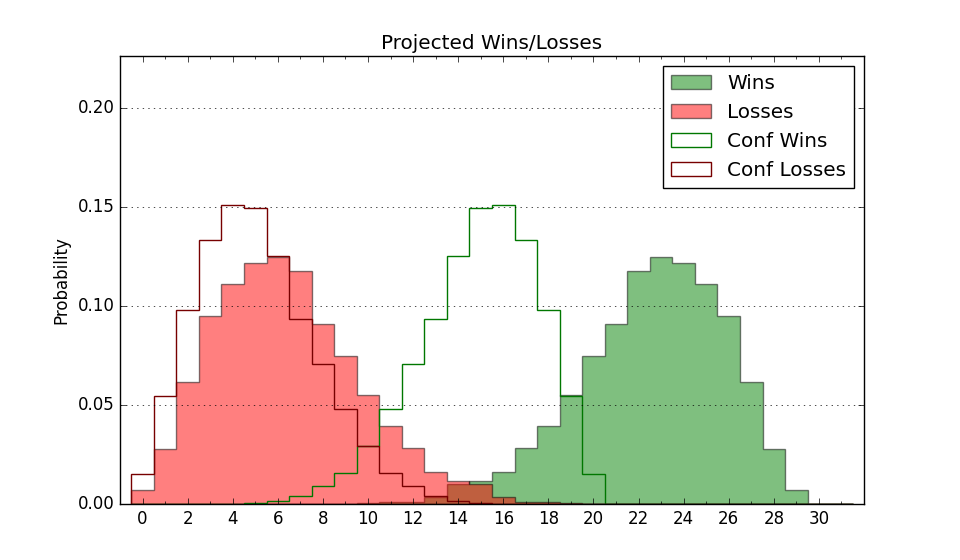 Projected Wins/Losses
Wins
Losses
Conf Wins
Conf Losses
Probability
0.20
0.15
0.10
0.05
0.00
0 2 4 6 8 10 12 14 16 18 20 22 24 26 28 30